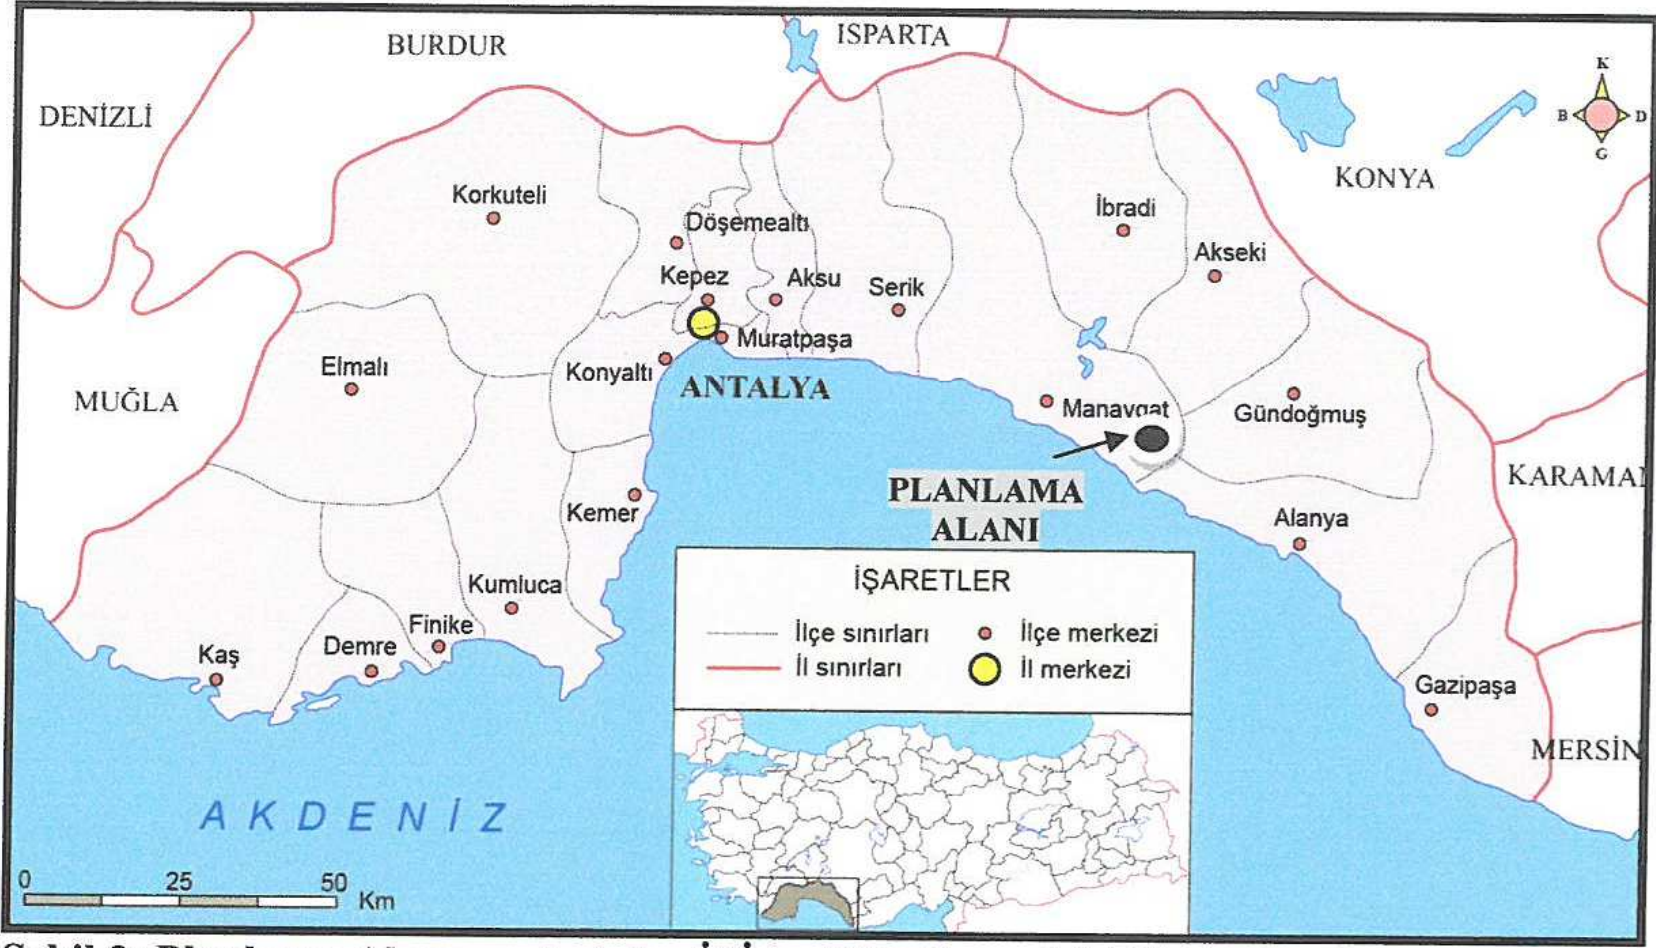 BURDUR
ISPARTA
DENİZLİ
KONYA
K
B
D
G
Korkuteli
İbradi
Döşemealtı
Akseki
Kepez
Aksu
Serik
Muratpaşa
Elmalı
Konyaltı
ANTALYA
MUĞLA
Manavgat
Gündoğmuş
PLANLAMA
ALANI
KARAMAN
Kemer
Alanya
İŞARETLER
İlçe sınırları
İlçe merkezi
İl sınırları
İl merkezi
Kumluca
Finike
Demre
Kaş
Gazipaşa
MERSİN
AKDENİZ
0 25 50
Km